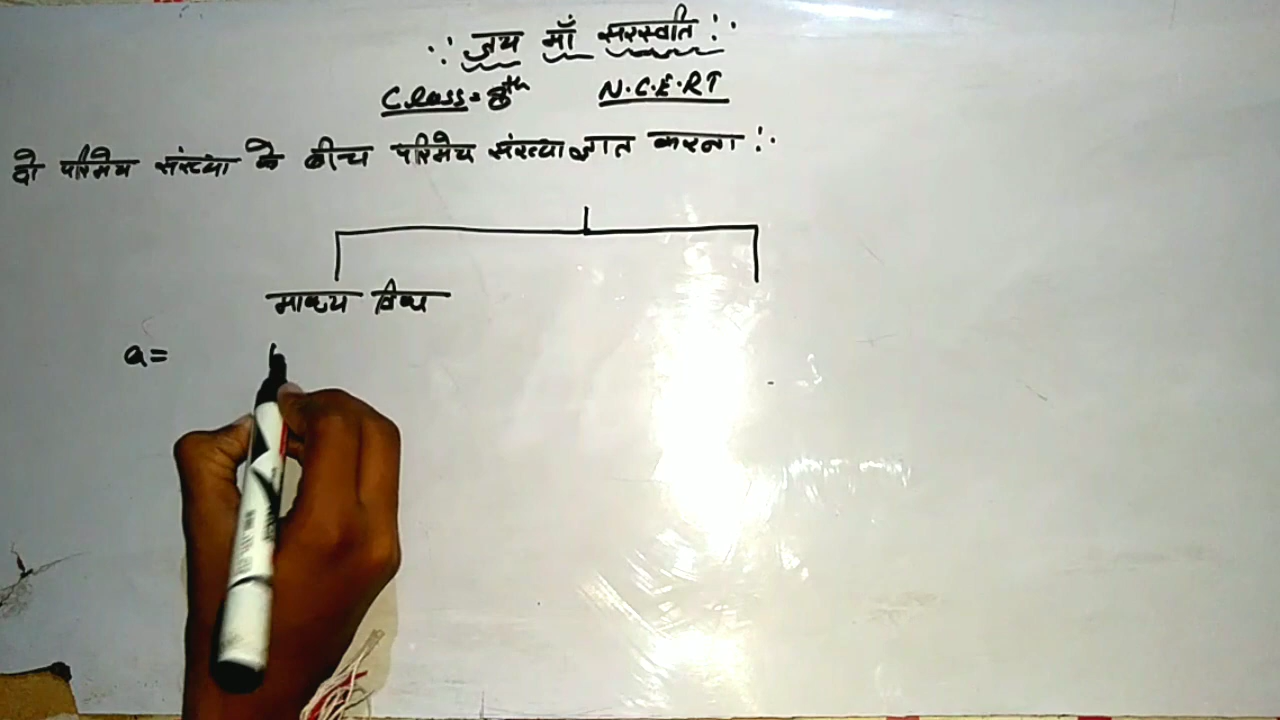 ∴ जय माँ सरस्वति ∴
Class = 8th N.C.E.RT
दो परिमेय संख्या के बीच परिमेय संख्या ज्ञात करना ∴
माध्य विधि
a=